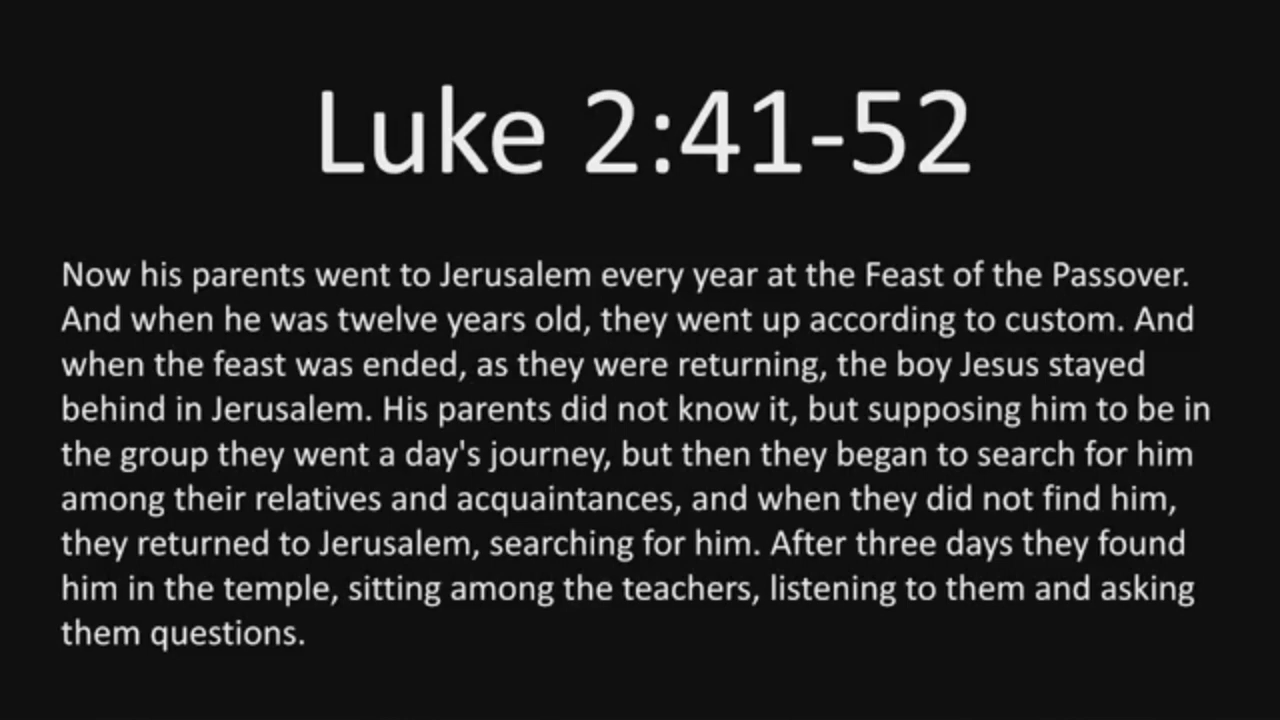 Luke 2:41-52
Now his parents went to Jerusalem every year at the Feast of the Passover.
And when he was twelve years old, they went up according to custom. And
when the feast was ended, as they were returning, the boy Jesus stayed
behind in Jerusalem. His parents did not know it, but supposing him to be in
the group they went a day's journey, but then they began to search for him
among their relatives and acquaintances, and when they did not find him,
they returned to Jerusalem, searching for him. After three days they found
him in the temple, sitting among the teachers, listening to them and asking
them questions.